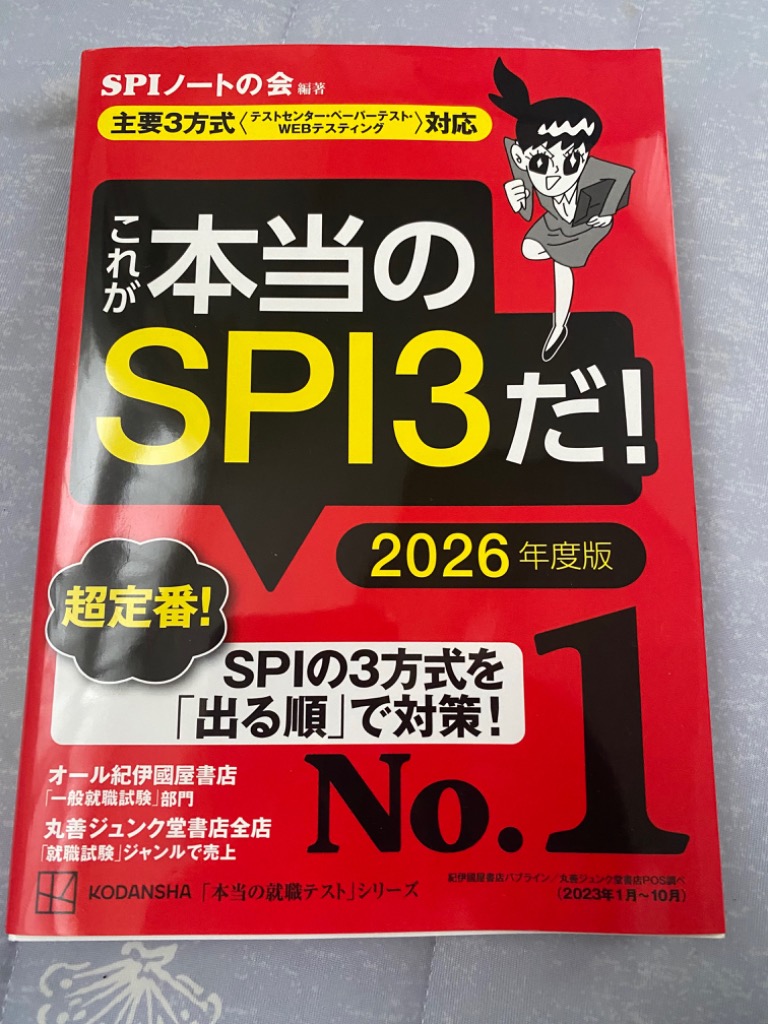 SPIノートの会 編著
主要3方式〈テストセンター・ペーパーテスト・WEBテスティング〉対応
これが
本当の
SPI3だ!
2026年度版
超定番!
SPIの3方式を
「出る順」で対策!
オール紀伊國屋書店
「一般就職試験」部門
丸善ジュンク堂書店全店
「就職試験」ジャンルで売上
No.1
KODANSHA 「本当の就職テスト」シリーズ
紀伊國屋書店パブライン/丸善ジュンク堂書店POS調べ
(2023年1月〜10月)